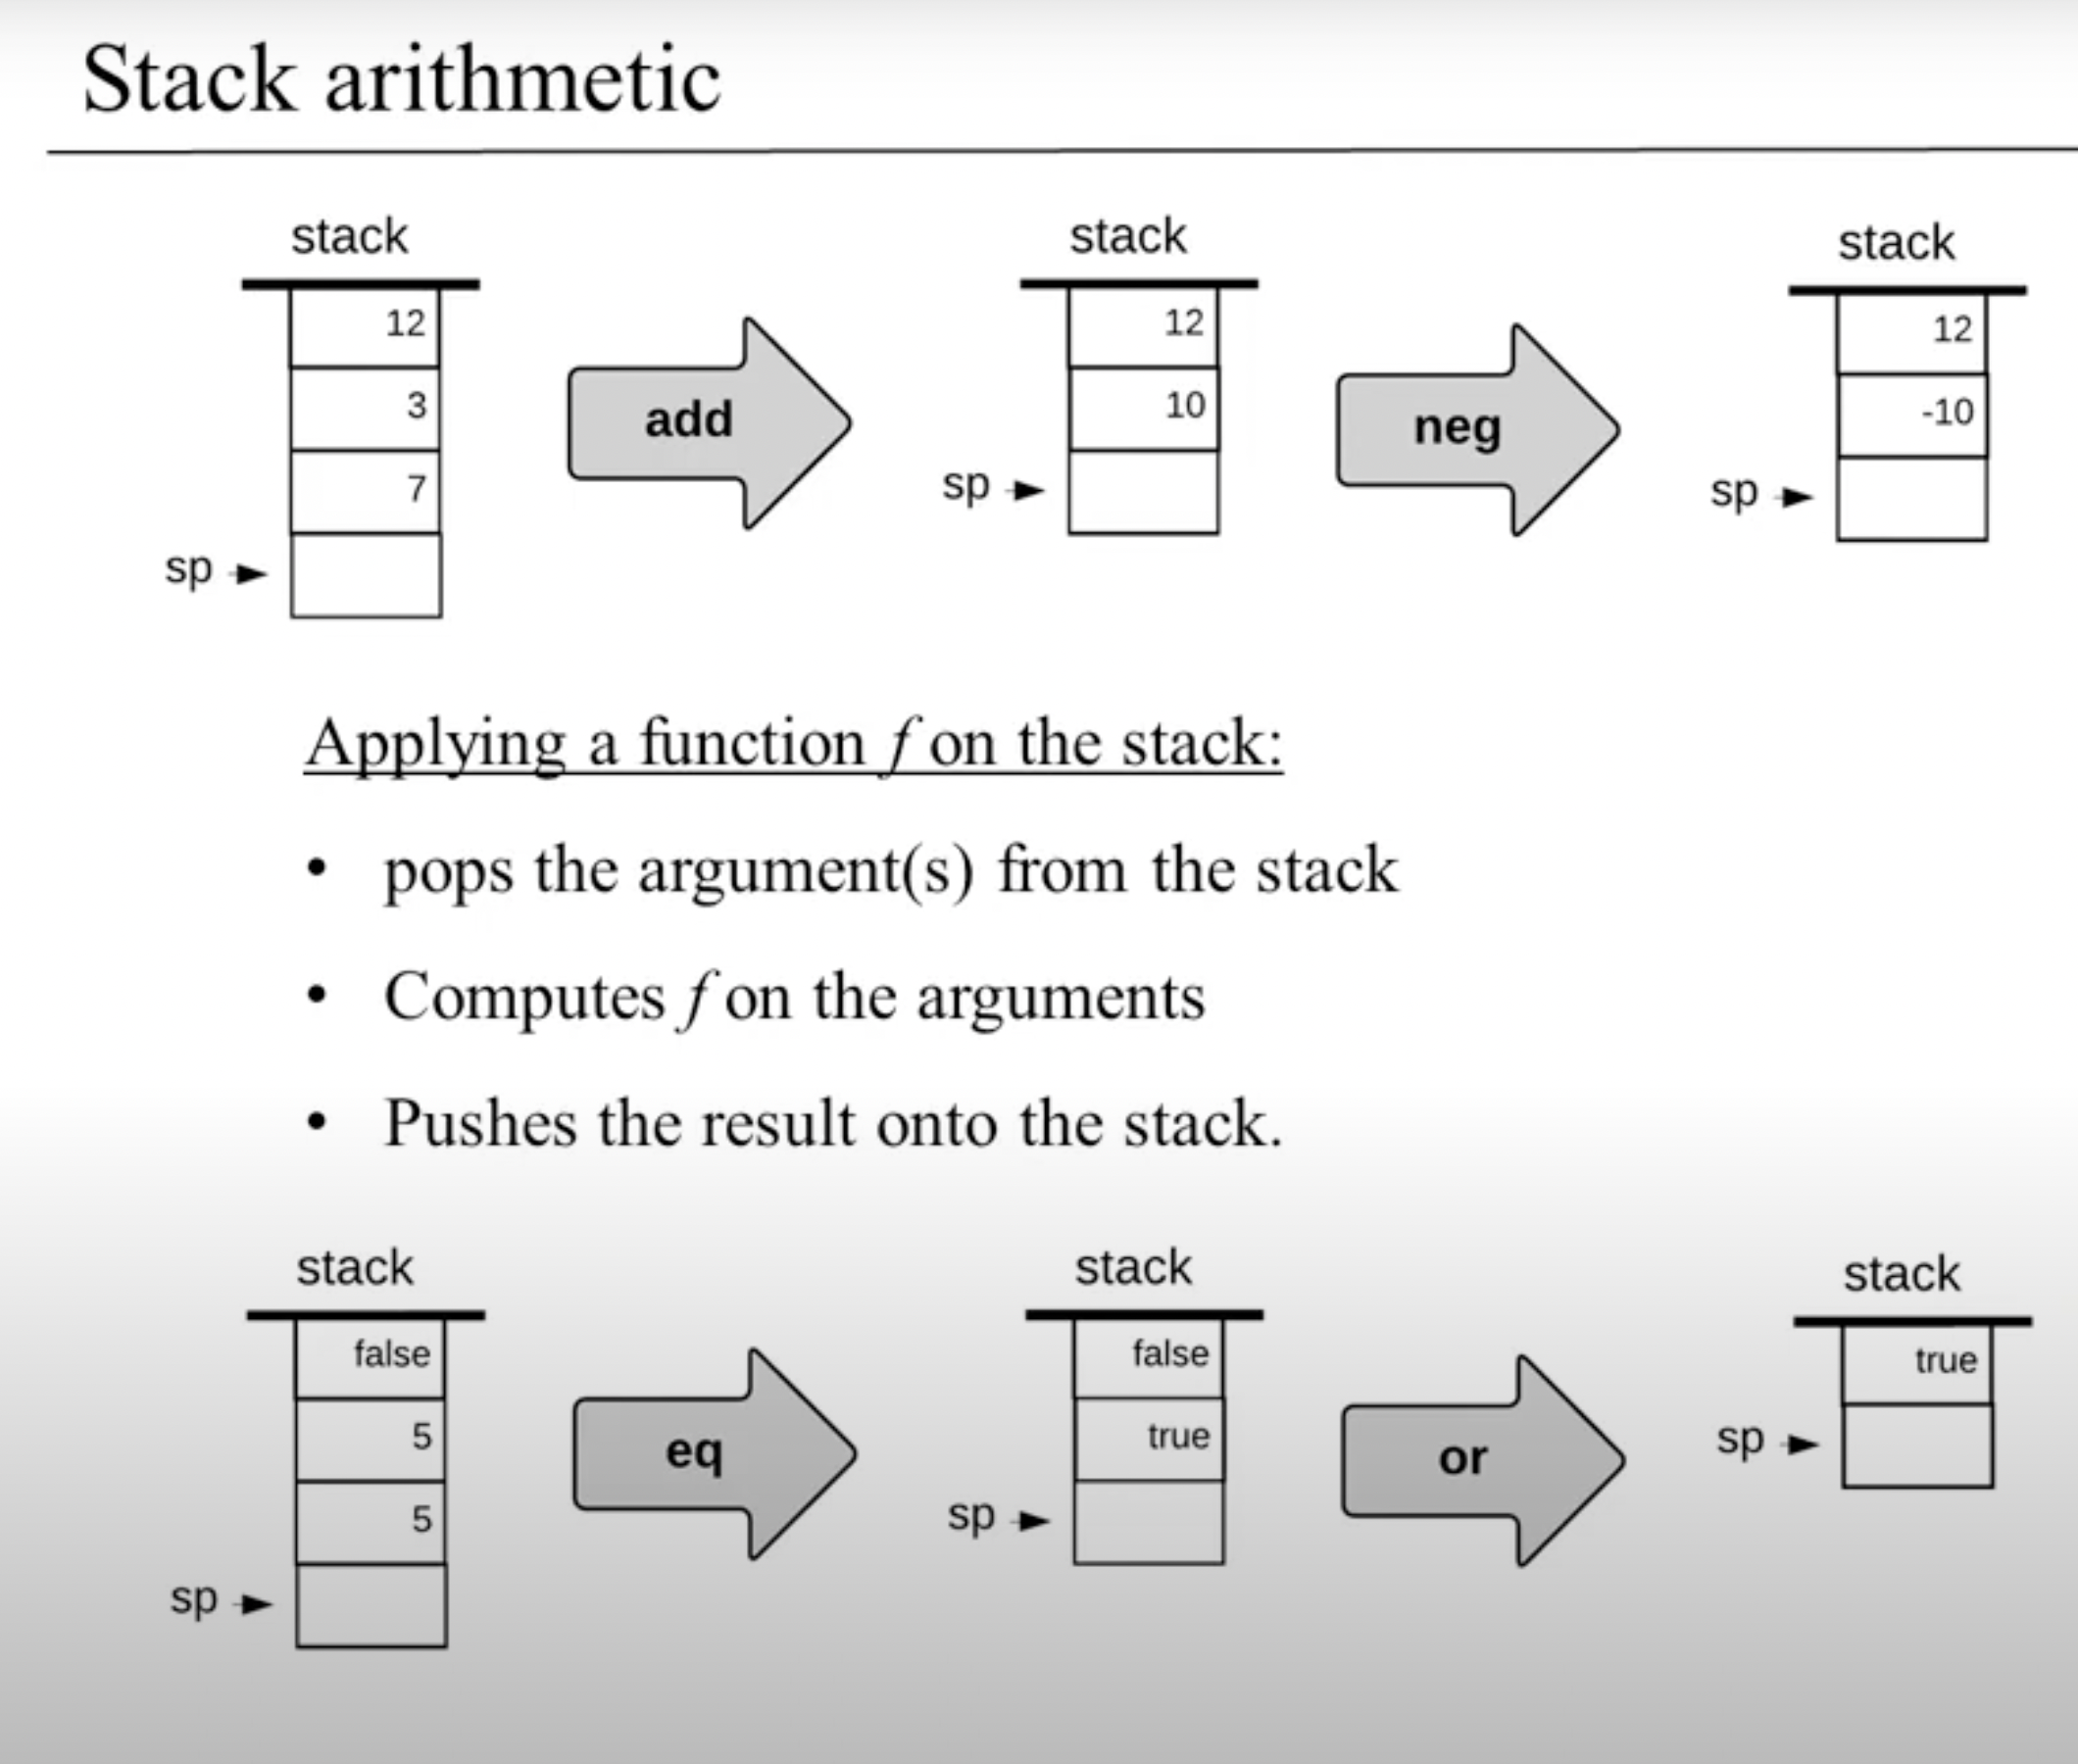 Stack arithmetic
stack
12
3
7
sp
add
stack
12
10
sp
neg
stack
12
-10
sp
Applying a function f on the stack:
• pops the argument(s) from the stack
• Computes f on the arguments
• Pushes the result onto the stack.
stack
false
5
5
sp
eq
stack
false
true
sp
or
stack
true
sp